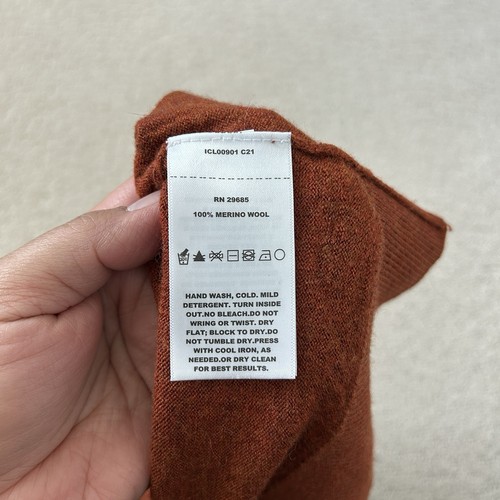 ICL00901 C21
RN 29685
100% MERINO WOOL
HAND WASH, COLD. MILD
DETERGENT. TURN INSIDE
OUT.NO BLEACH.DO NOT
WRING OR TWIST. DRY
FLAT; BLOCK TO DRY.DO
NOT TUMBLE DRY.PRESS
WITH COOL IRON, AS
NEEDED.OR DRY CLEAN
FOR BEST RESULTS.